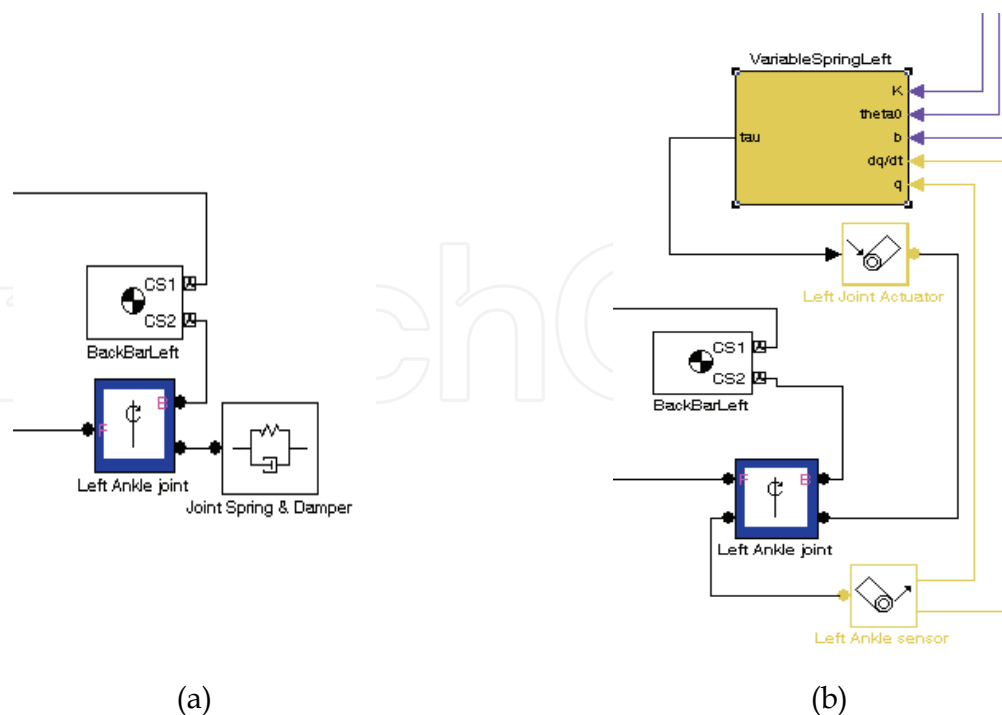 CS1
CS2
BackBarLeft
B
F
Left Ankle joint
Joint Spring & Damper
(a)
VariableSpringLeft
K
theta0
b
dq/dt
q
tau
Left Joint Actuator
CS1
CS2
BackBarLeft
F
B
Left Ankle joint
Left Ankle sensor
(b)